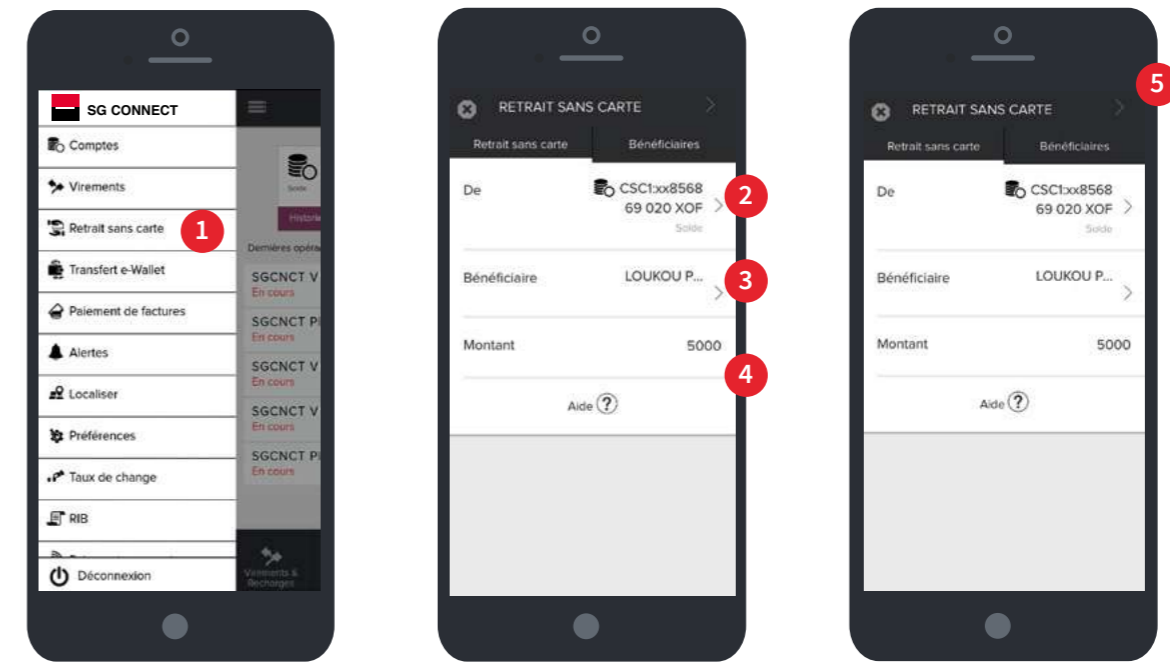 SG CONNECT
Comptes
Virements
Retrait sans carte
1
Transfert e-Wallet
Paiement de factures
Alertes
Localiser
Préférences
Taux de change
RIB
Déconnexion
Solde
Historie
Dernières opéra
SGCNCT V
En cours
SGCNCT Pi
En cours
SGCNCT V
En cours
SGCNCT V
En cours
SGCNCT Pi
En cours
Virements &
Recharges
RETRAIT SANS CARTE
Retrait sans carte
Bénéficiaires
De
CSC1:xx8568
69 020 XOF
Solde
2
Bénéficiaire
LOUKOU P...
3
Montant
5000
4
Aide ?
5
RETRAIT SANS CARTE
Retrait sans carte
Bénéficiaires
De
CSC1:xx8568
69 020 XOF
Solde
Bénéficiaire
LOUKOU P...
Montant
5000
Aide ?